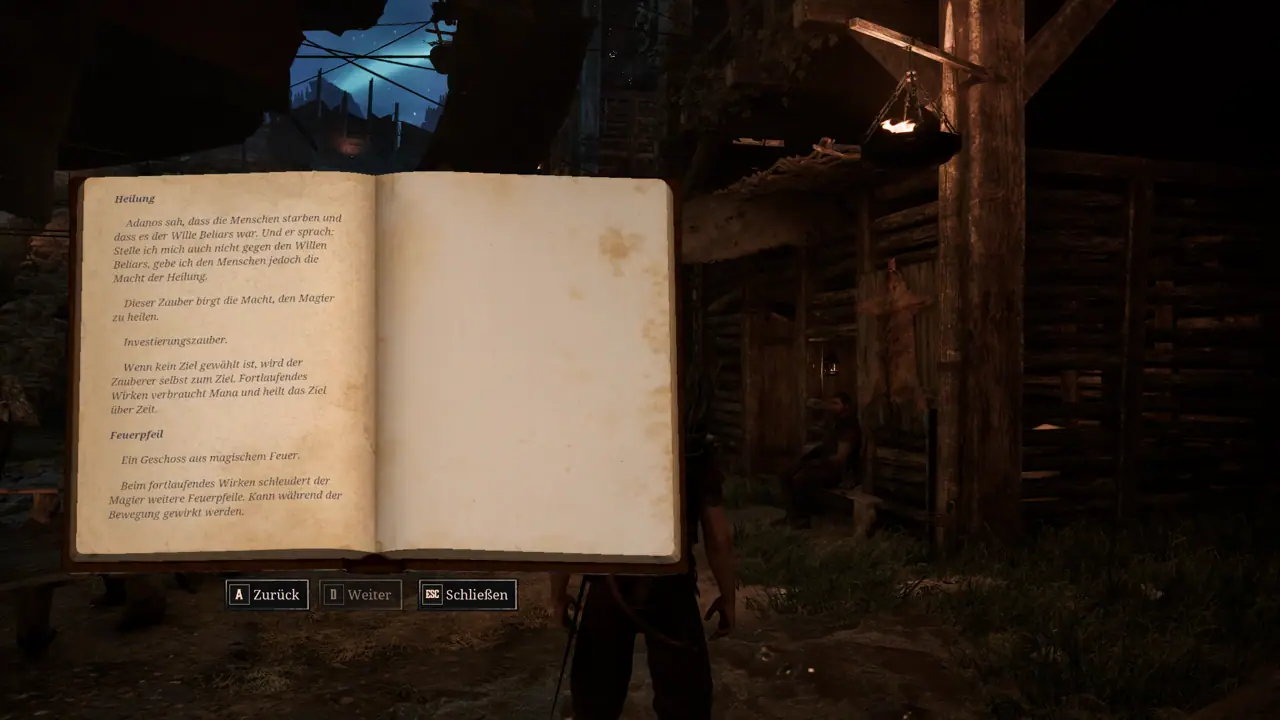 Heilung
Adanos sah, dass die Menschen starben und
dass es der Wille Beliars war. Und er sprach:
Stelle ich mich auch nicht gegen den Willen
Beliars, gebe ich den Menschen jedoch die
Macht der Heilung.
Dieser Zauber birgt die Macht, den Magier
zu heilen.
Investierungszauber.
Wenn kein Ziel gewählt ist, wird der
Zauberer selbst zum Ziel. Fortlaufendes
Wirken verbraucht Mana und heilt das Ziel
über Zeit.
Feuerpfeil
Ein Geschoss aus magischem Feuer.
Beim fortlaufendes Wirken schleudert der
Magier weitere Feuerpfeile. Kann während der
Bewegung gewirkt werden.
A Zurück D Weiter ESC Schließen